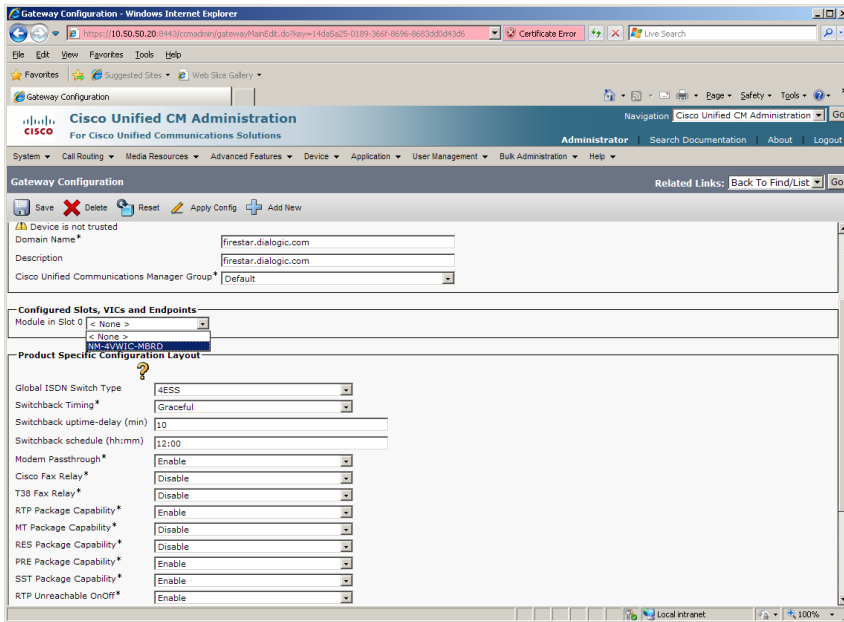 Gateway Configuration - Windows Internet Explorer
https://10.50.50.20:8443/ccmadmin/gatewayMainEdit.do?key=14da5a25-0189-366f-8696-8683dd0d43d6 Certificate Error Live Search
File Edit View Favorites Tools Help
Favorites Suggested Sites Web Slice Gallery
Gateway Configuration Page Safety Tools
cisco Cisco Unified CM Administration Navigation Cisco Unified CM Administration Go
For Cisco Unified Communications Solutions Administrator | Search Documentation | About | Logout
System Call Routing Media Resources Advanced Features Device Application User Management Bulk Administration Help
Gateway Configuration Related Links: Back To Find/List Go
Save Delete Reset Apply Config Add New
Device is not trusted
Domain Name* firestar.dialogic.com
Description firestar.dialogic.com
Cisco Unified Communications Manager Group* Default
Configured Slots, VICs and Endpoints
Module in Slot 0 < None >
< None >
NM-4VWIC-MBRD
Product Specific Configuration Layout
?
Global ISDN Switch Type 4ESS
Switchback Timing* Graceful
Switchback uptime-delay (min) 10
Switchback schedule (hh:mm) 12:00
Modem Passthrough* Enable
Cisco Fax Relay* Disable
T38 Fax Relay* Disable
RTP Package Capability* Enable
MT Package Capability* Disable
RES Package Capability* Disable
PRE Package Capability* Enable
SST Package Capability* Enable
RTP Unreachable OnOff* Enable
Local intranet 100%